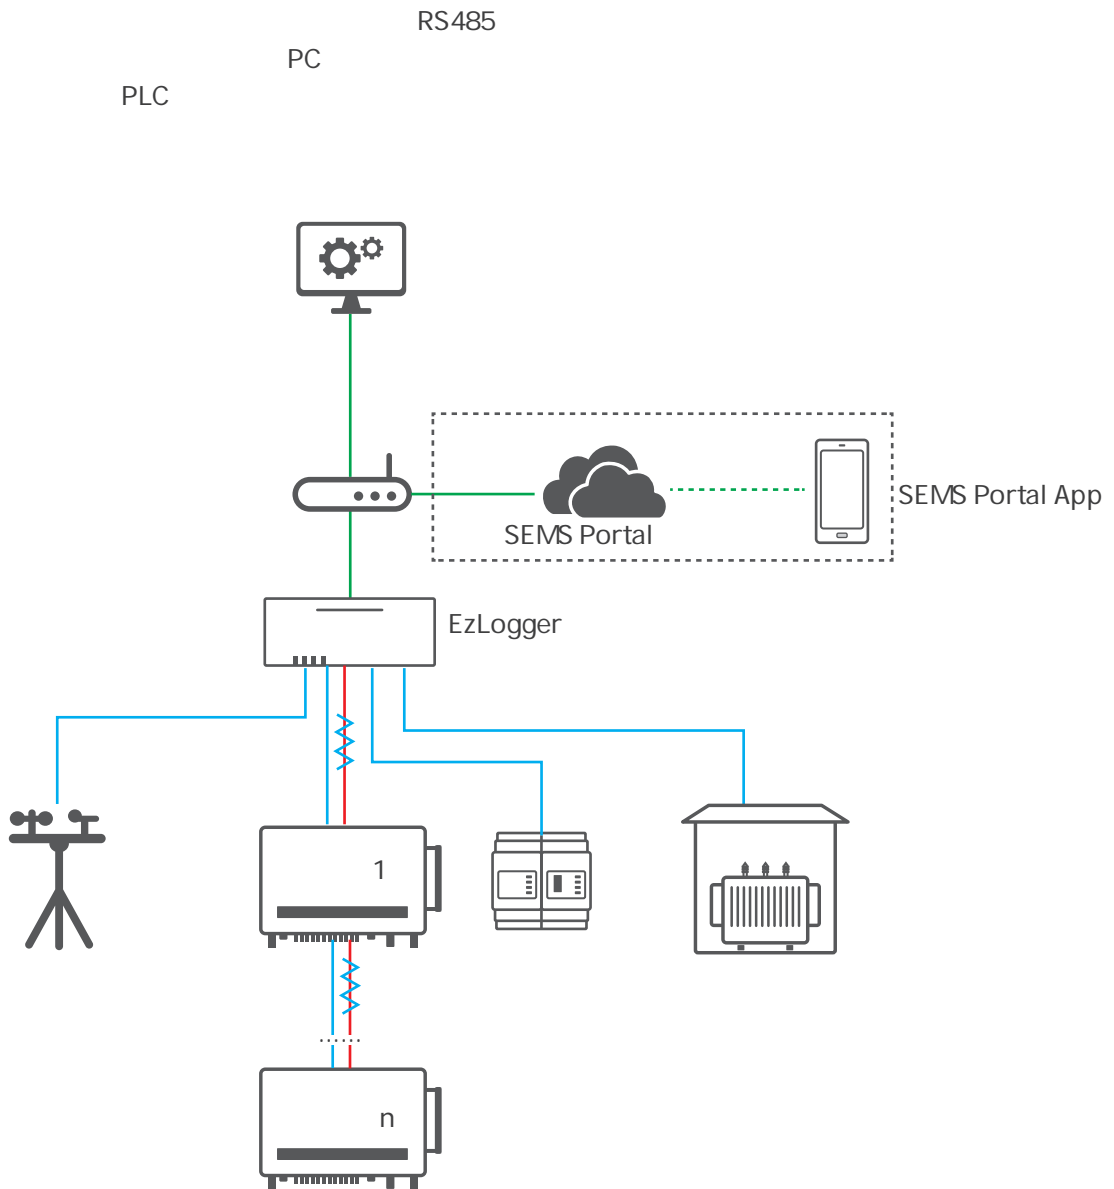 RS485
PC
PLC
SEMS Portal App
SEMS Portal
EzLogger
1
n